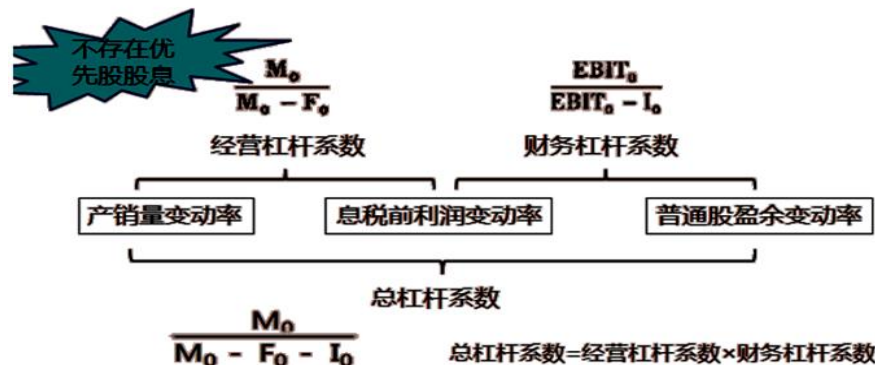 不存在优
先股股息
M₀
M₀ - F₀
EBIT₀
EBIT₀ - I₀
经营杠杆系数
财务杠杆系数
产销量变动率
息税前利润变动率
普通股盈余变动率
总杠杆系数
M₀
M₀ - F₀ - I₀
总杠杆系数=经营杠杆系数×财务杠杆系数